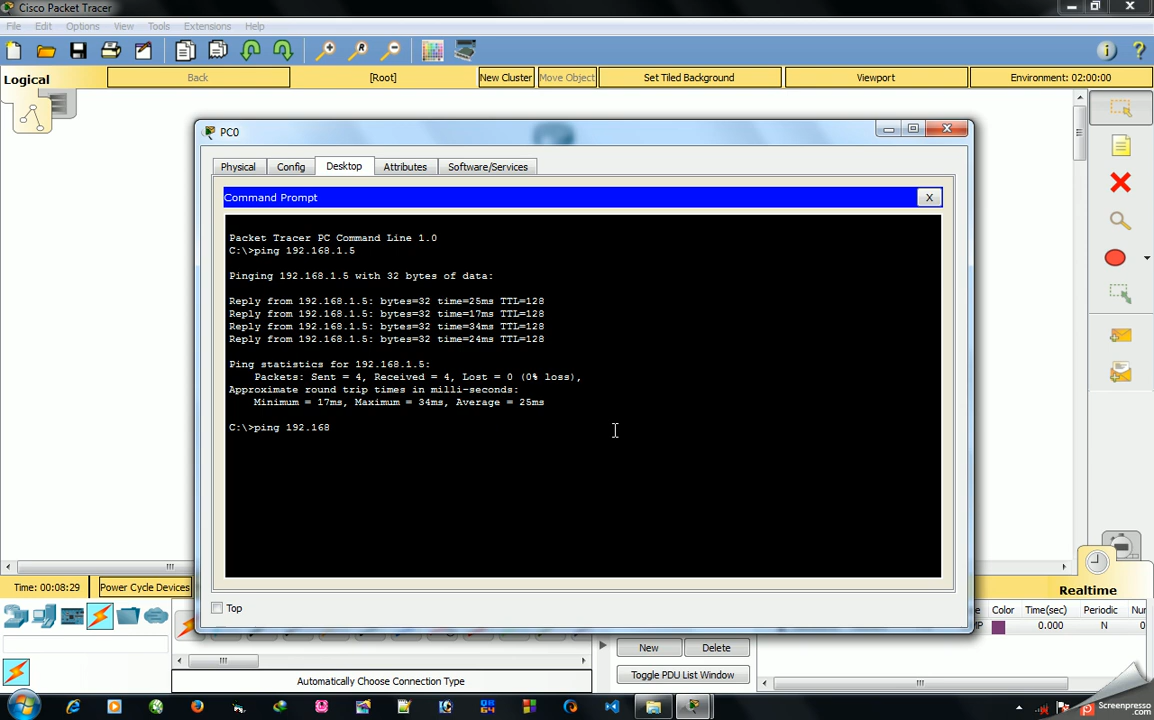 Cisco Packet Tracer
File Edit Options View Tools Extensions Help
Logical Back [Root] New Cluster Move Object Set Tiled Background Viewport Environment: 02:00:00
PC0
Physical Config Desktop Attributes Software/Services
Command Prompt X
Packet Tracer PC Command Line 1.0
C:\>ping 192.168.1.5
Pinging 192.168.1.5 with 32 bytes of data:
Reply from 192.168.1.5: bytes=32 time=25ms TTL=128
Reply from 192.168.1.5: bytes=32 time=17ms TTL=128
Reply from 192.168.1.5: bytes=32 time=34ms TTL=128
Reply from 192.168.1.5: bytes=32 time=24ms TTL=128
Ping statistics for 192.168.1.5:
Packets: Sent = 4, Received = 4, Lost = 0 (0% loss),
Approximate round trip times in milli-seconds:
Minimum = 17ms, Maximum = 34ms, Average = 25ms
C:\>ping 192.168
Time: 00:08:29 Power Cycle Devices Realtime
Top
Color Time(sec) Periodic Nur
0.000 N 0
New Delete
Toggle PDU List Window
Automatically Choose Connection Type
Screenpresso
.com